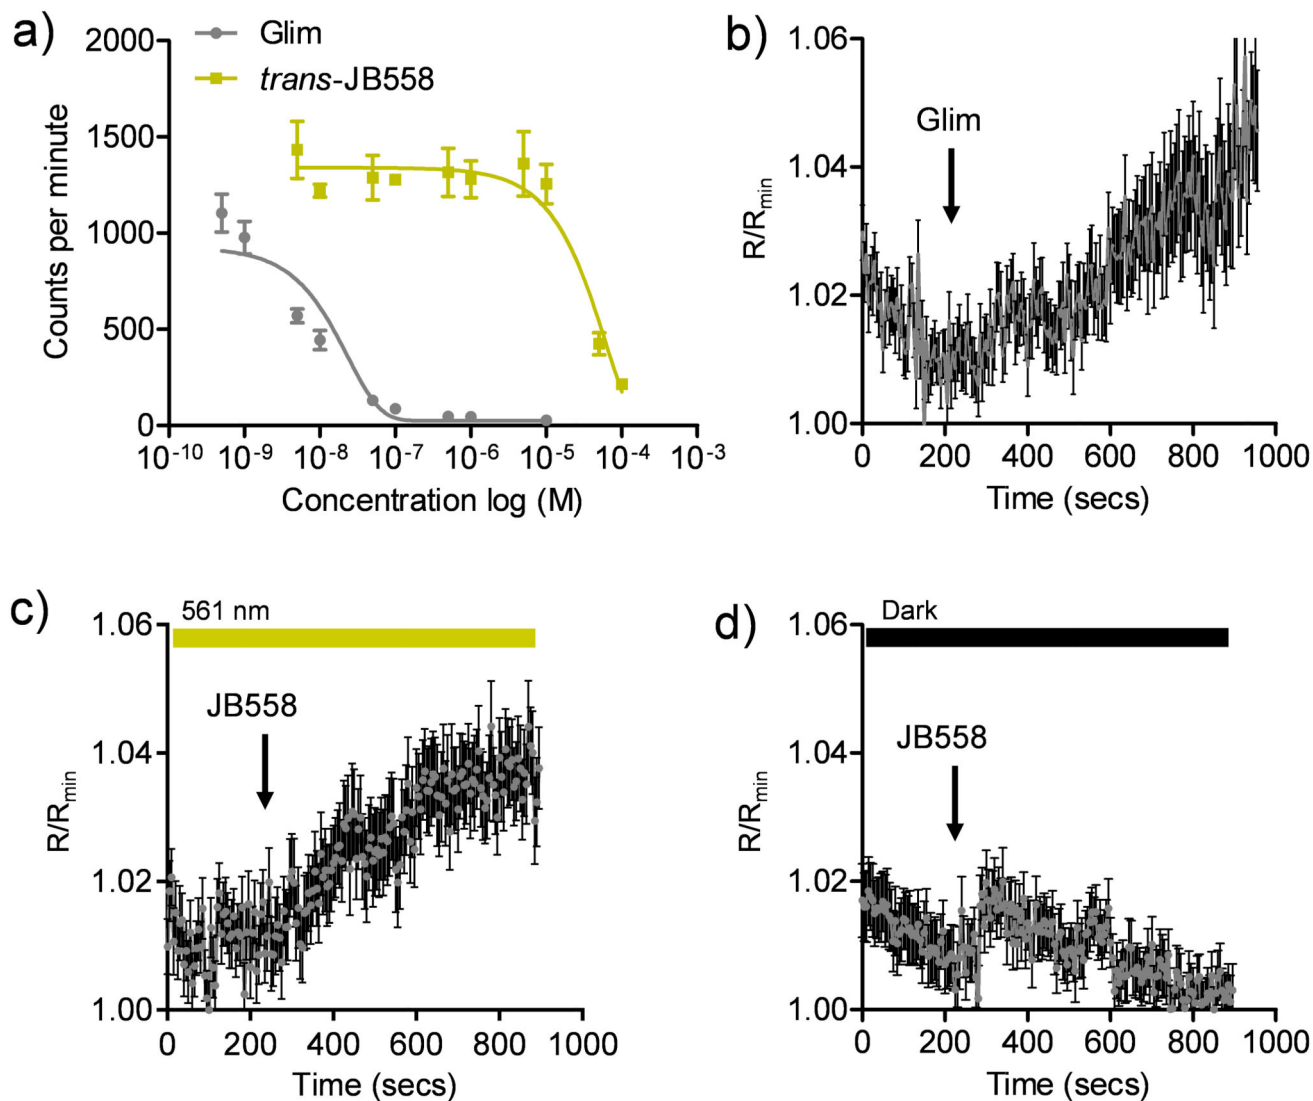 a)
Glim
trans-JB558
2000
1500
1000
500
0
Counts per minute
10-10 10-9 10-8 10-7 10-6 10-5 10-4 10-3
Concentration log (M)
b)
1.06
1.04
1.02
1.00
R/Rmin
Glim
0 200 400 600 800 1000
Time (secs)
c)
561 nm
1.06
1.04
1.02
1.00
R/Rmin
JB558
0 200 400 600 800 1000
Time (secs)
d)
Dark
1.06
1.04
1.02
1.00
R/Rmin
JB558
0 200 400 600 800 1000
Time (secs)